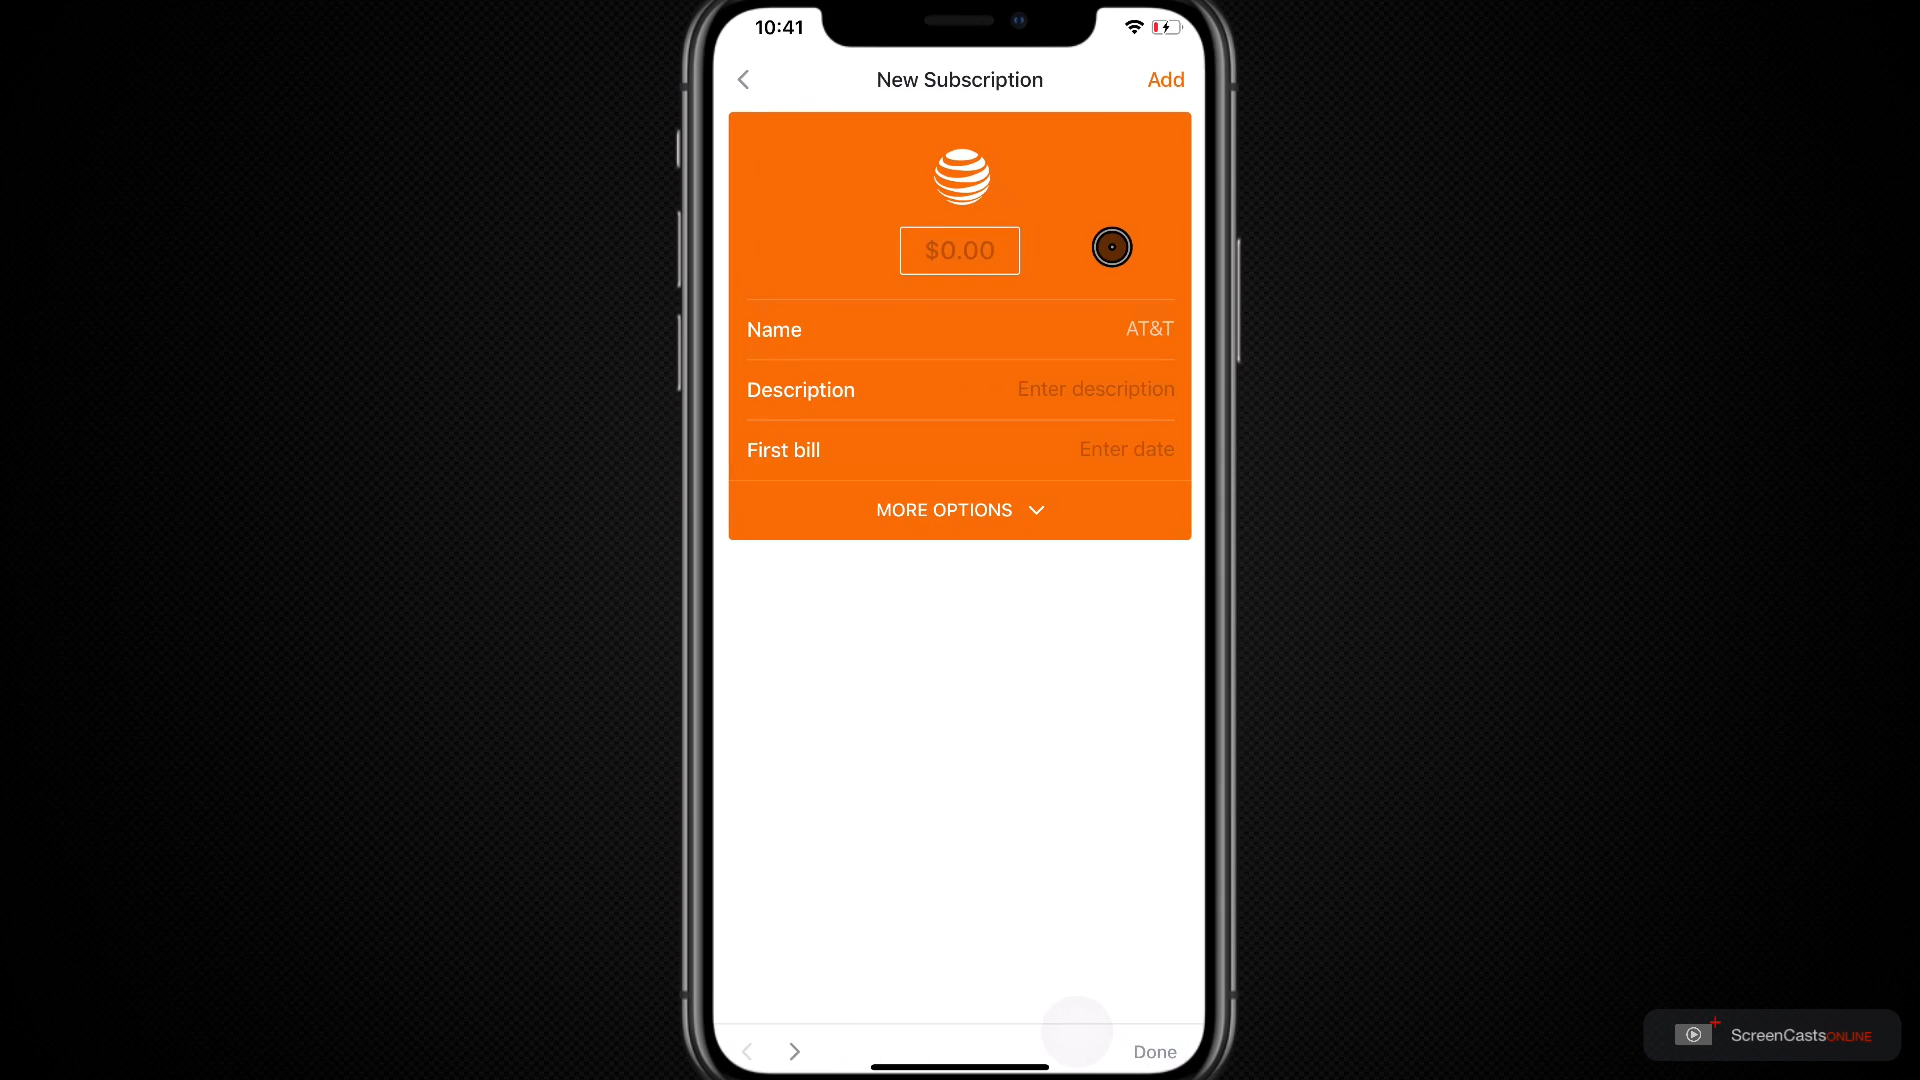 10:41
New Subscription
Add
$0.00
Name
AT&T
Description
Enter description
First bill
Enter date
MORE OPTIONS
Done
ScreenCastsONLINE